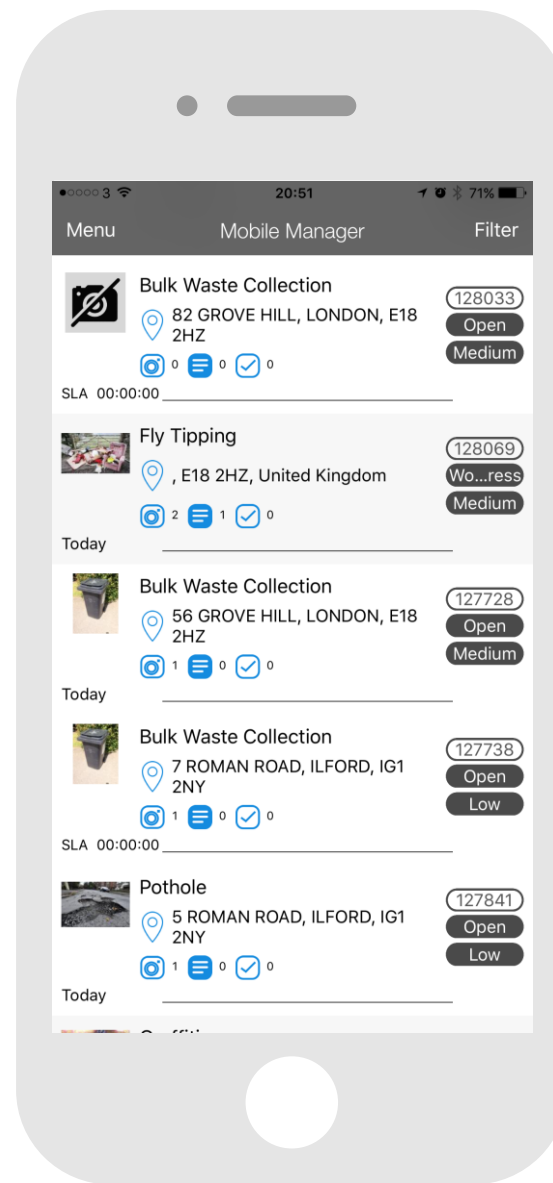 3 20:51 71%
Menu Mobile Manager Filter
Bulk Waste Collection
128033
82 GROVE HILL, LONDON, E18
2HZ
Open
Medium
0 0 0
SLA 00:00:00
Fly Tipping
128069
, E18 2HZ, United Kingdom
Wo...ress
Medium
2 1 0
Today
Bulk Waste Collection
127728
56 GROVE HILL, LONDON, E18
2HZ
Open
Medium
1 0 0
Today
Bulk Waste Collection
127738
7 ROMAN ROAD, ILFORD, IG1
2NY
Open
Low
1 0 0
SLA 00:00:00
Pothole
127841
5 ROMAN ROAD, ILFORD, IG1
2NY
Open
Low
1 0 0
Today